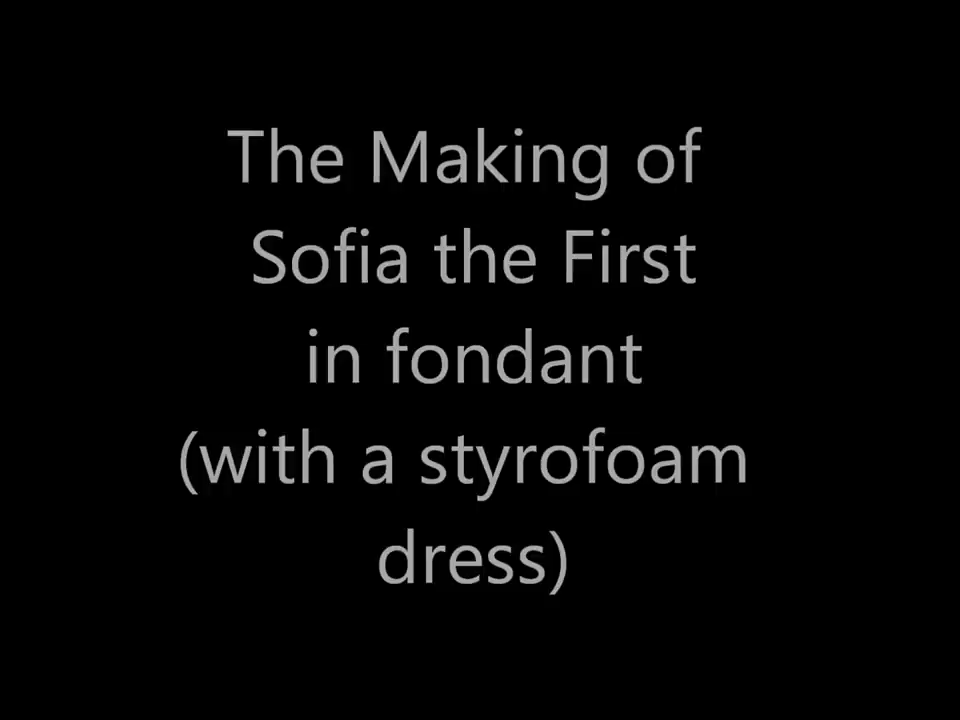 The Making of
Sofia the First
in fondant
(with a styrofoam
dress)